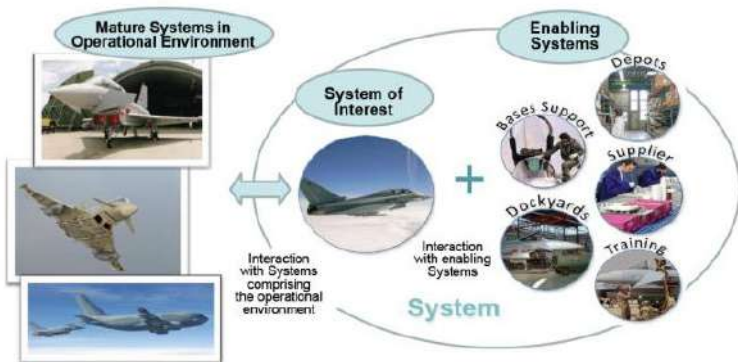 Mature Systems in
Operational Environment
Enabling
Systems
System of
Interest
Depots
Bases Support
Supplier
Dockyards
Training
Interaction
with Systems
comprising
the operational
environment
Interaction
with enabling
Systems
System